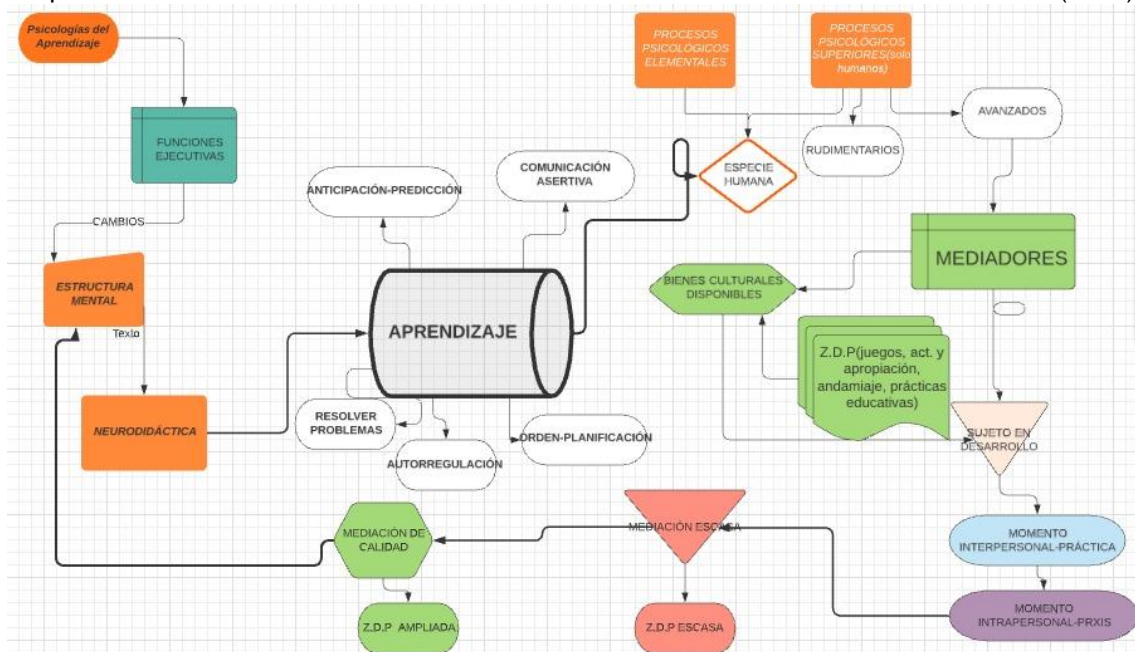 Psicologías del
Aprendizaje
PROCESOS
PSICOLÓGICOS
ELEMENTALES
PROCESOS
PSICOLÓGICOS
SUPERIORES(solo
humanos)
AVANZADOS
FUNCIONES
EJECUTIVAS
RUDIMENTARIOS
COMUNICACIÓN
ASERTIVA
ESPECIE
HUMANA
ANTICIPACIÓN-PREDICCIÓN
CAMBIOS
MEDIADORES
ESTRUCTURA
MENTAL
BIENES CULTURALES
DISPONIBLES
Texto
APRENDIZAJE
Z.D.P(juegos, act. y
apropiación,
andamiaje, prácticas
educativas)
RESOLVER
PROBLEMAS
NEURODIDÁCTICA
ORDEN-PLANIFICACIÓN
SUJETO EN
DESARROLLO
AUTORREGULACIÓN
MEDIACIÓN DE
CALIDAD
MEDIACIÓN ESCASA
MOMENTO
INTERPERSONAL-PRÁCTICA
MOMENTO
INTRAPERSONAL-PRXIS
Z.D.P AMPLIADA
Z.D.P ESCASA